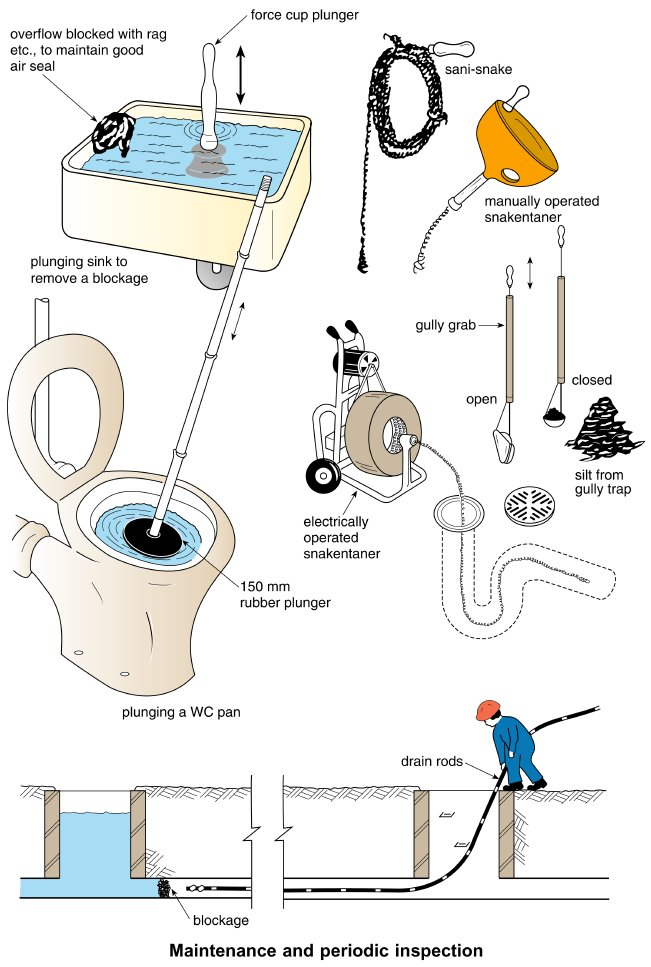 force cup plunger
overflow blocked with rag
etc., to maintain good
air seal
sani-snake
manually operated
snakentaner
plunging sink to
remove a blockage
gully grab
closed
open
silt from
gully trap
electrically
operated
snakentaner
150 mm
rubber plunger
plunging a WC pan
drain rods
blockage
Maintenance and periodic inspection